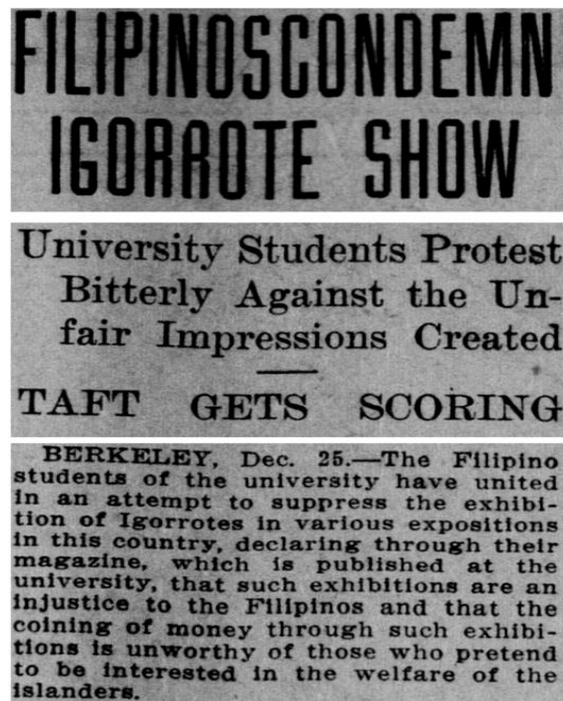 FILIPINOS CONDEMN
IGORROTE SHOW
University Students Protest
Bitterly Against the Un-
fair Impressions Created
TAFT GETS SCORING
BERKELEY, Dec. 25.—The Filipino
students of the university have united
in an attempt to suppress the exhibi-
tion of Igorrotes in various expositions
in this country, declaring through their
magazine, which is published at the
university, that such exhibitions are an
injustice to the Filipinos and that the
coining of money through such exhibi-
tions is unworthy of those who pretend
to be interested in the welfare of the
islanders.